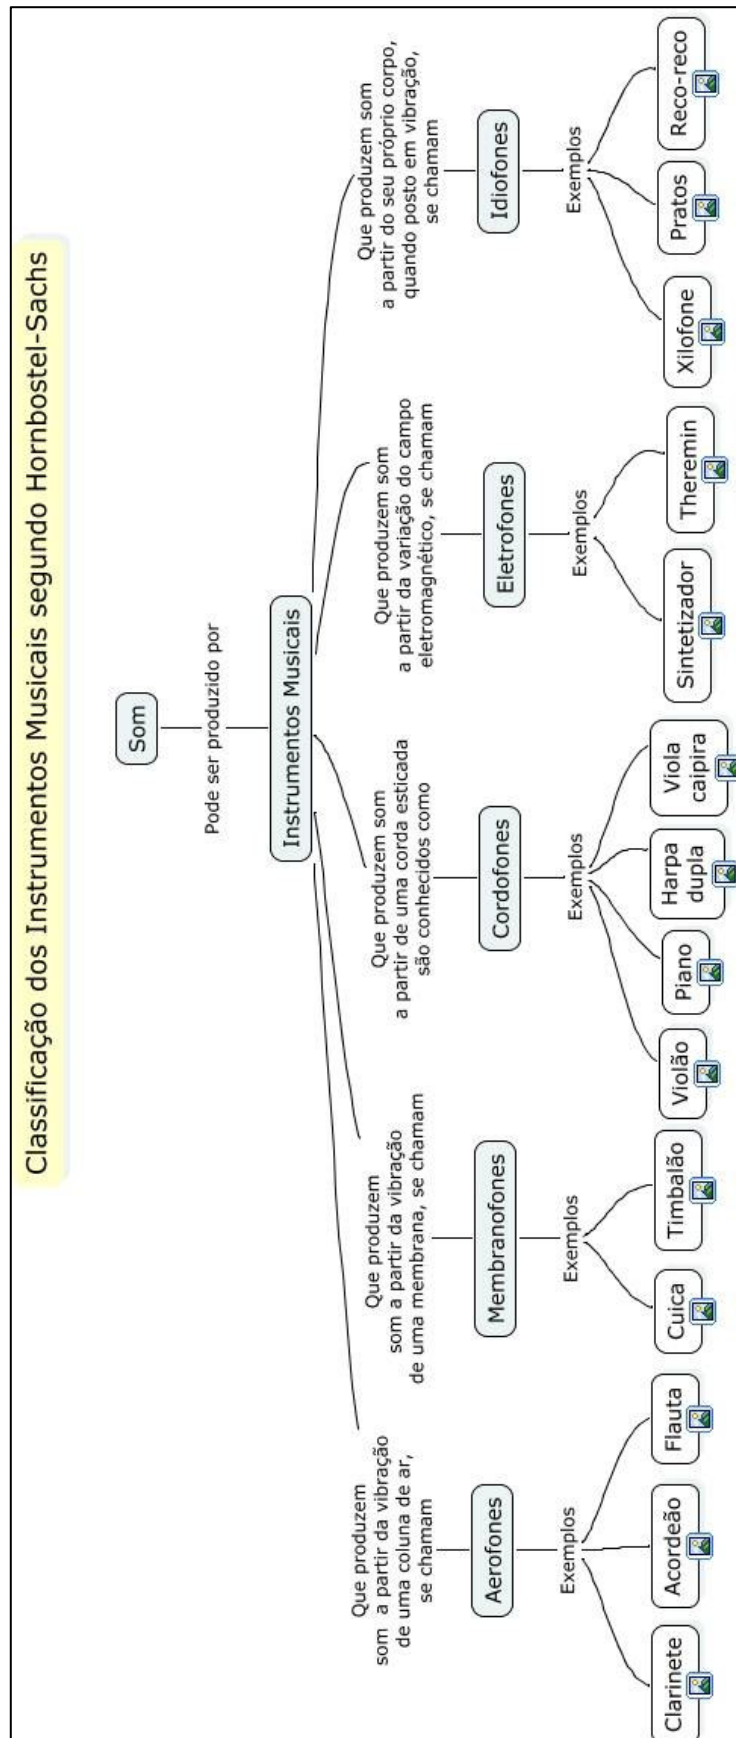 Classificação dos Instrumentos Musicais segundo Hornbostel-Sachs
Som
Pode ser produzido por
Instrumentos Musicais
Que produzem
som a partir da vibração
de uma coluna de ar,
se chamam
Aerofones
Exemplos
Clarinete
Acordeão
Flauta
Que produzem
som a partir da vibração
de uma membrana, se chamam
Membranofones
Exemplos
Cuica
Timbalão
Que produzem som
a partir de uma corda esticada
são conhecidos como
Cordofones
Exemplos
Violão
Piano
Harpa
dupla
Viola
caipira
Que produzem som
a partir da variação do campo
eletromagnético, se chamam
Eletrofones
Exemplos
Sintetizador
Theremin
Que produzem som
a partir do seu próprio corpo,
quando posto em vibração,
se chamam
Idiofones
Exemplos
Xilofone
Pratos
Reco-reco